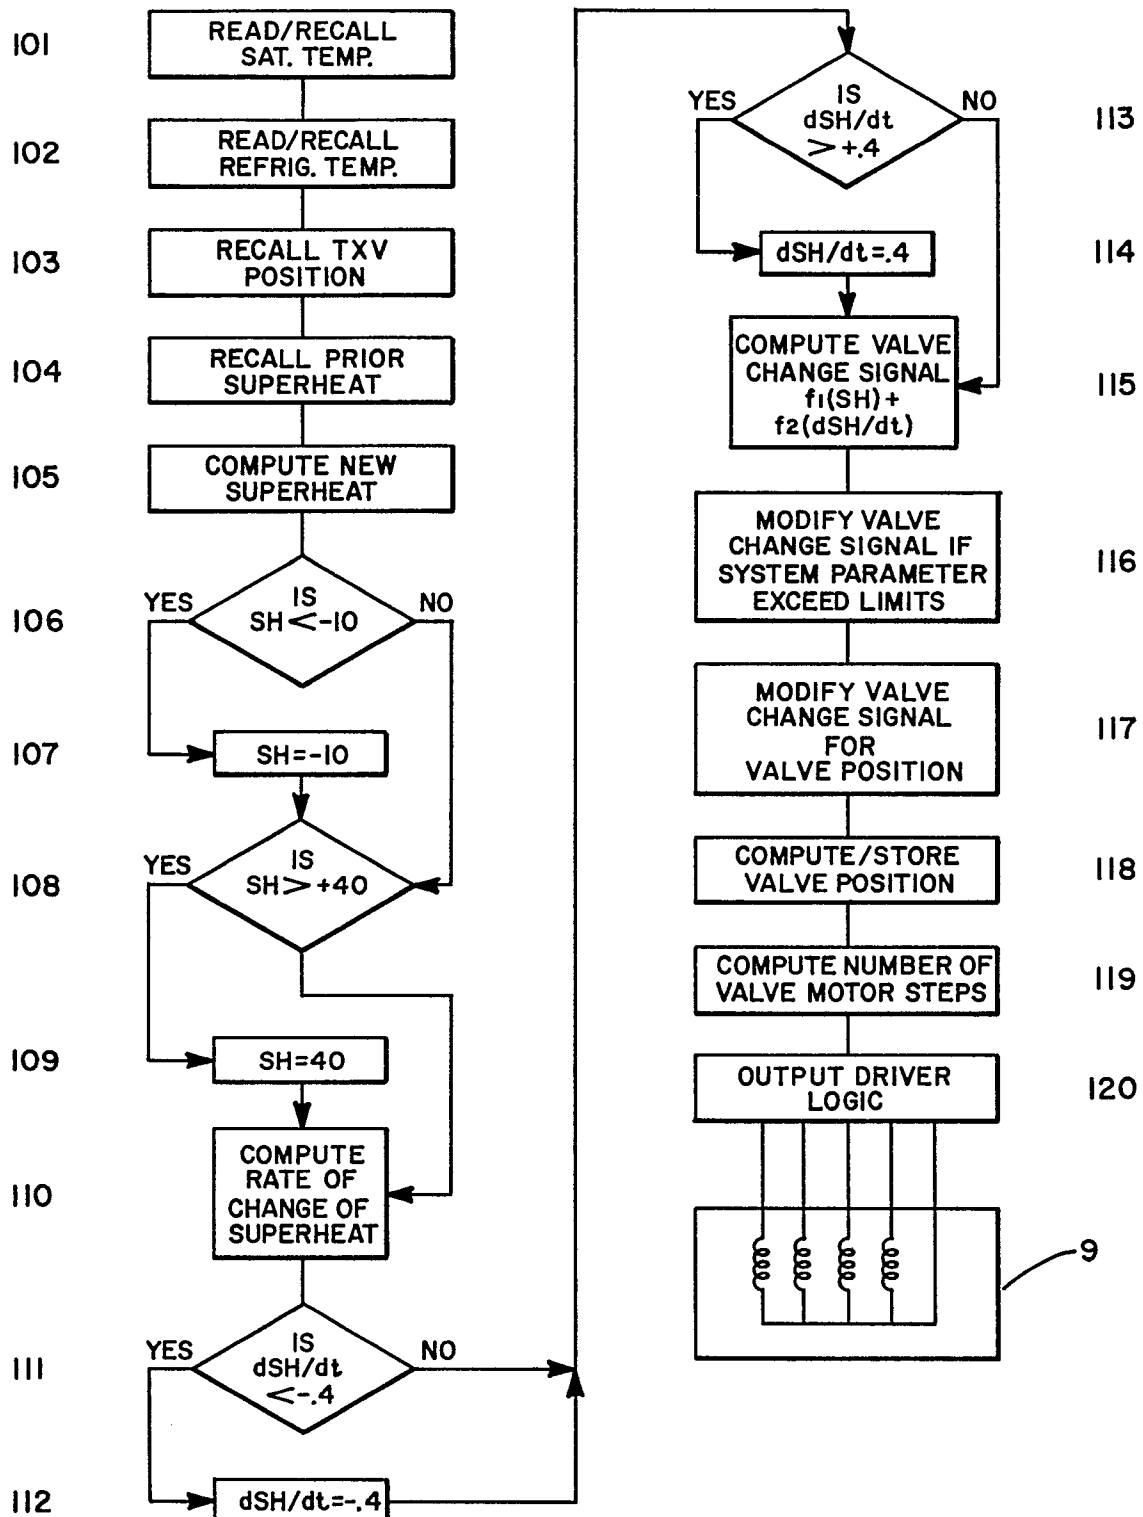 101
READ/RECALL
SAT. TEMP.
102
READ/RECALL
REFRIG. TEMP.
103
RECALL TXV
POSITION
104
RECALL PRIOR
SUPERHEAT
105
COMPUTE NEW
SUPERHEAT
106
YES
IS
SH < -10
NO
107
SH=-10
108
YES
IS
SH > +40
109
SH=40
110
COMPUTE
RATE OF
CHANGE OF
SUPERHEAT
111
YES
IS
dSH/dt
< -.4
NO
112
dSH/dt=-.4
YES
IS
dSH/dt
> +.4
NO
113
dSH/dt=.4
114
COMPUTE VALVE
CHANGE SIGNAL
f1(SH)+
f2(dSH/dt)
115
MODIFY VALVE
CHANGE SIGNAL IF
SYSTEM PARAMETER
EXCEED LIMITS
116
MODIFY VALVE
CHANGE SIGNAL
FOR
VALVE POSITION
117
COMPUTE/STORE
VALVE POSITION
118
COMPUTE NUMBER OF
VALVE MOTOR STEPS
119
OUTPUT DRIVER
LOGIC
120
9